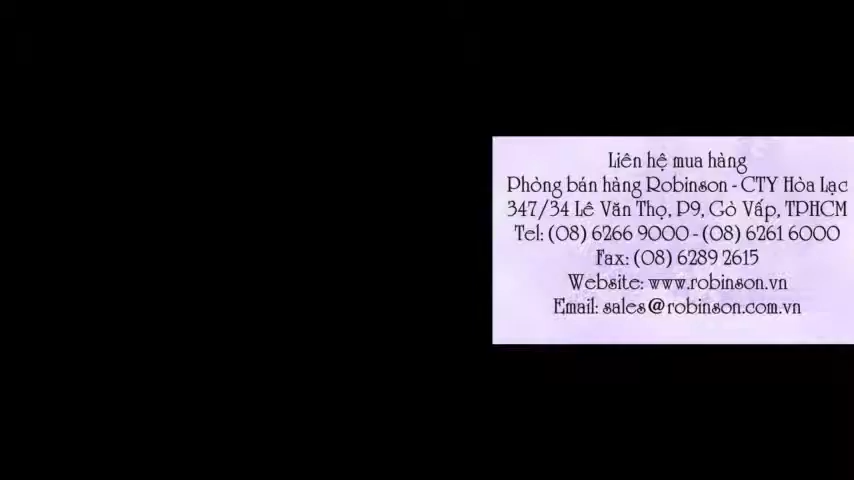 Liên hệ mua hàng
Phòng bán hàng Robinson - CTY Hòa Lạc
347/34 Lê Văn Thọ, P9, Gò Vấp, TPHCM
Tel: (08) 6266 9000 - (08) 6261 6000
Fax: (08) 6289 2615
Website: www.robinson.vn
Email: sales@robinson.com.vn